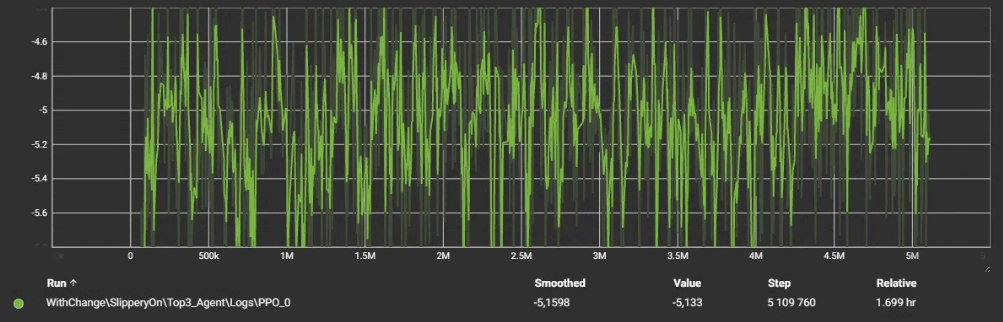 -4.6
-4.8
-5
-5.2
-5.4
-5.6
0 500k 1M 1.5M 2M 2.5M 3M 3.5M 4M 4.5M 5M
Run ↑ Smoothed Value Step Relative
WithChange\SlipperyOn\Top3_Agent\Logs\PPO_0 -5,1598 -5,133 5 109 760 1.699 hr